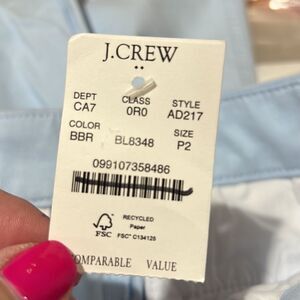 J.CREW
DEPT CLASS STYLE
CA7 0R0 AD217
COLOR SIZE
BBR BL8348 P2
099107358486
RECYCLED
Paper
FSC FSC® C134125
COMPARABLE VALUE